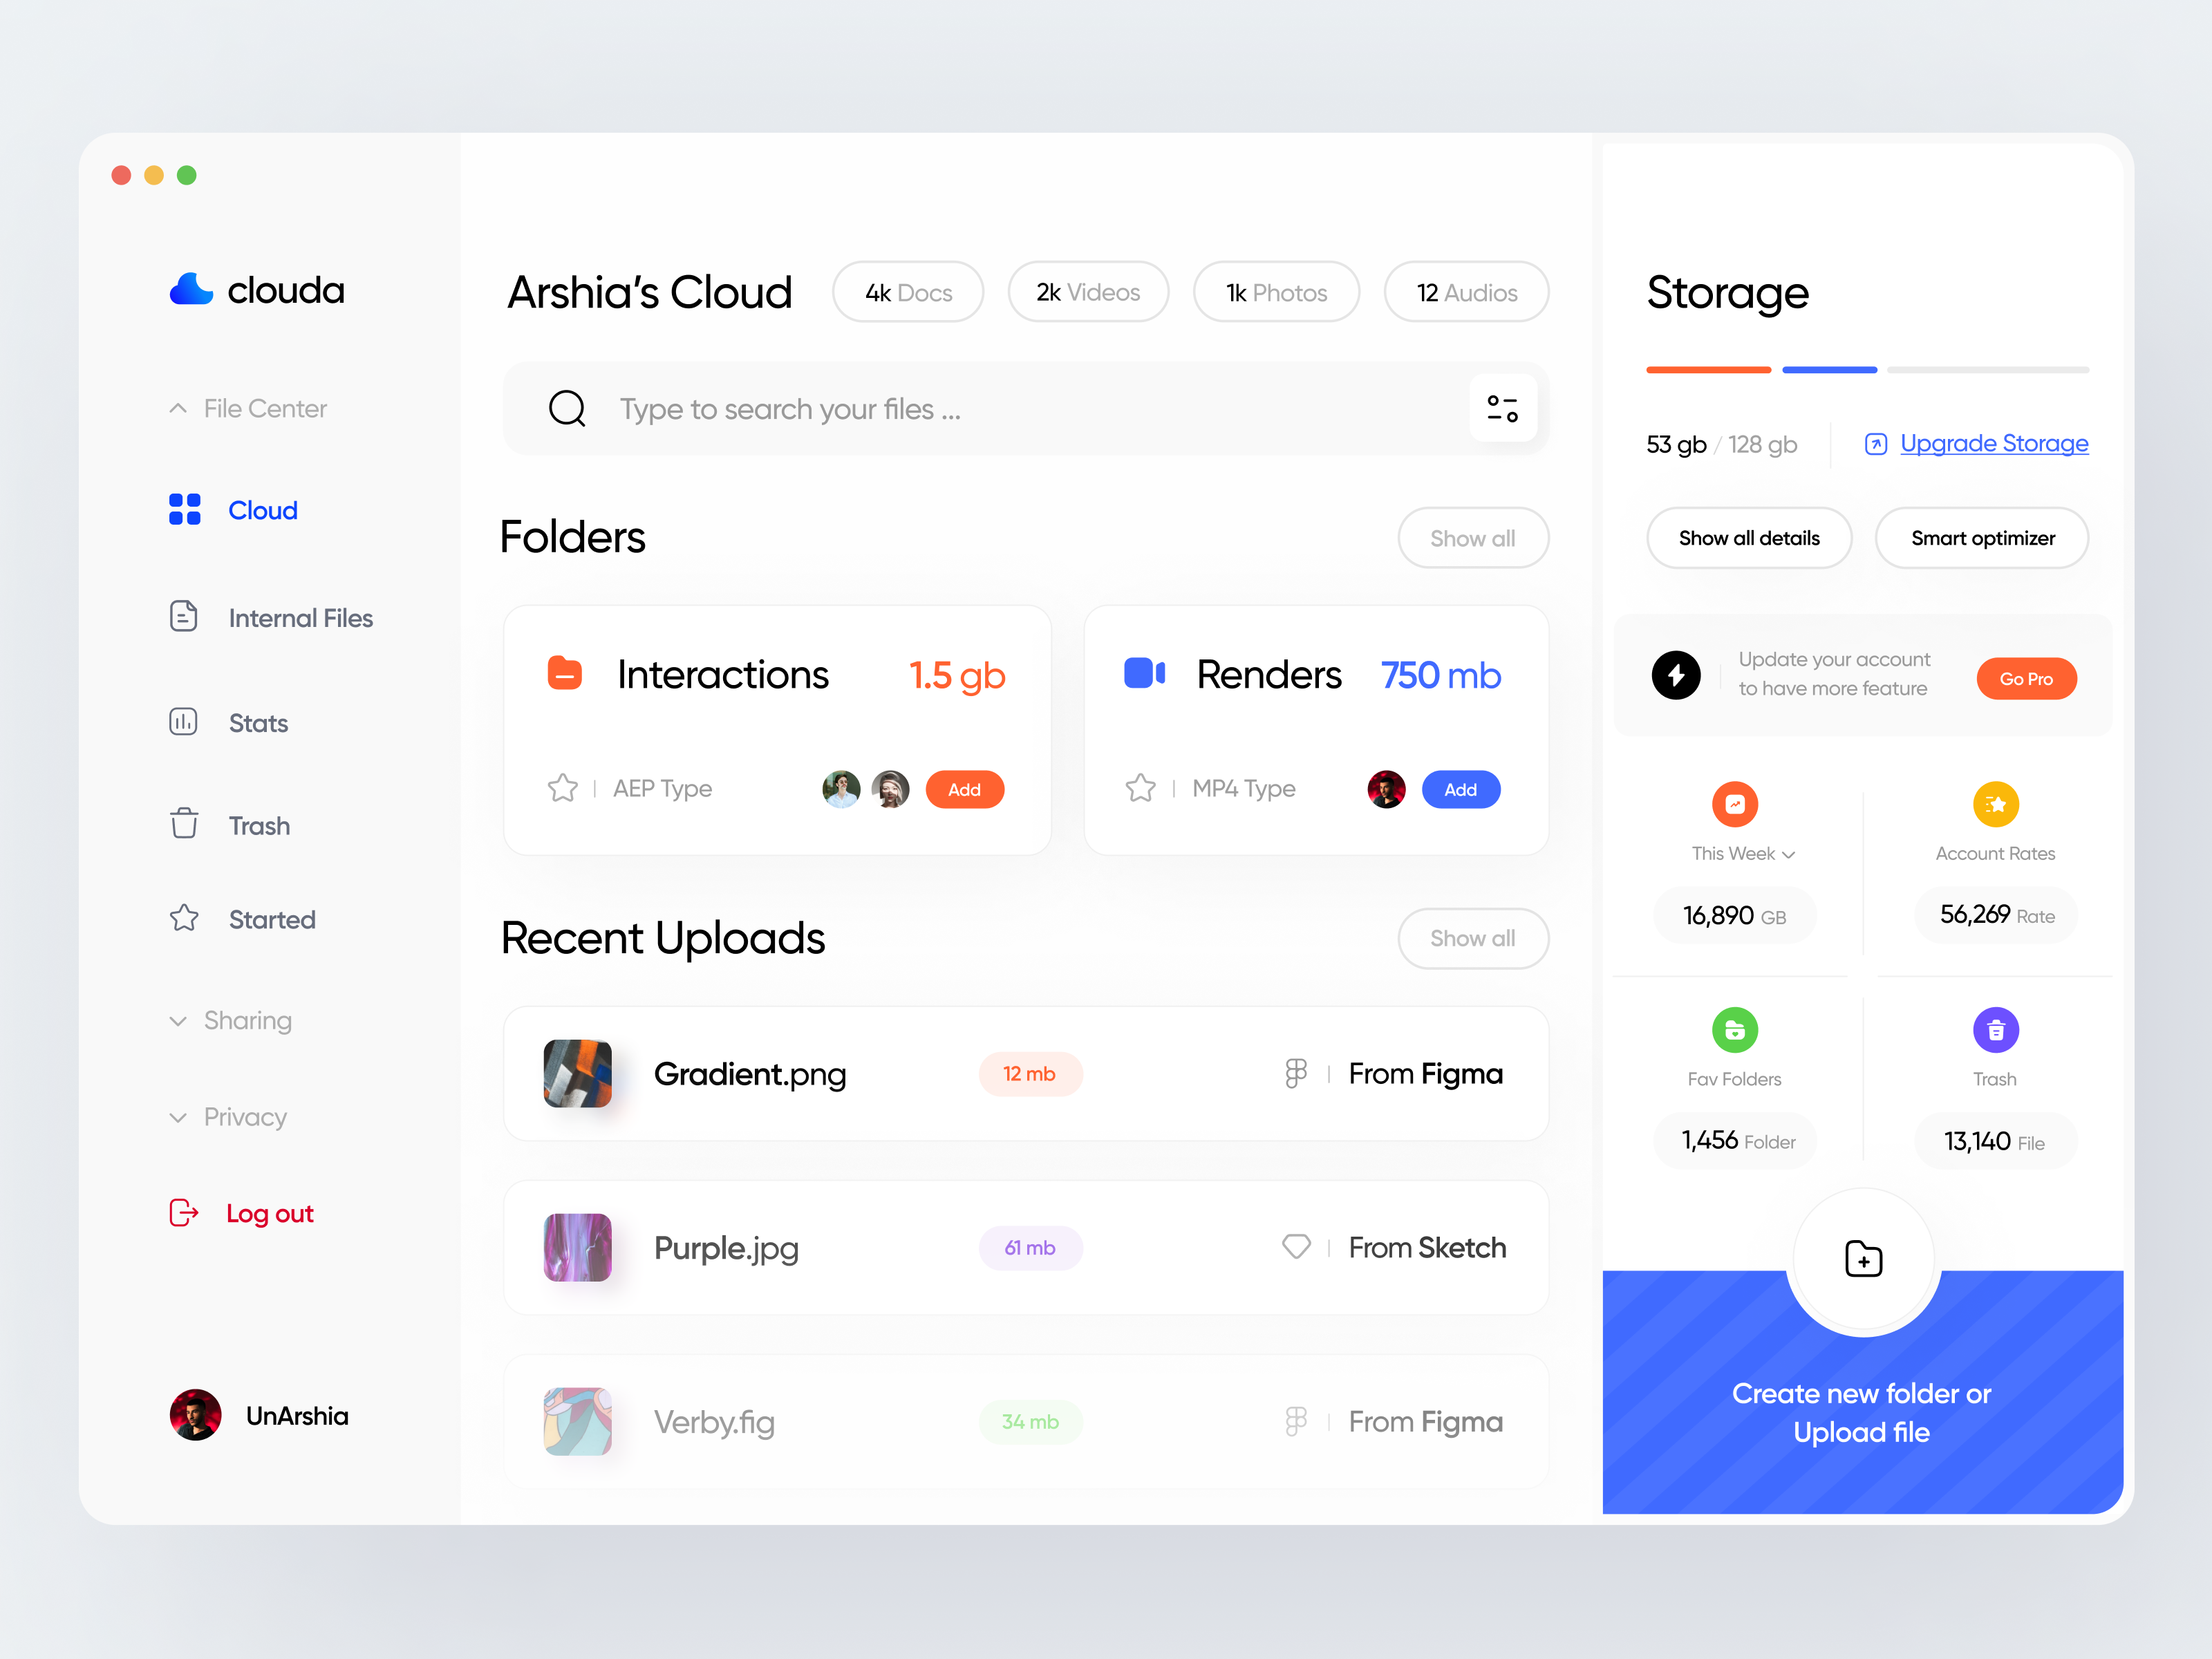 clouda
File Center
Cloud
Internal Files
Stats
Trash
Started
Sharing
Privacy
Log out
UnArshia
Arshia’s Cloud
4k Docs
2k Videos
1k Photos
12 Audios
Type to search your files ...
Folders
Show all
Interactions
1.5 gb
AEP Type
Add
Renders
750 mb
MP4 Type
Add
Recent Uploads
Show all
Gradient.png
12 mb
From Figma
Purple.jpg
61 mb
From Sketch
Verby.fig
34 mb
From Figma
Storage
53 gb / 128 gb
Upgrade Storage
Show all details
Smart optimizer
Update your account
to have more feature
Go Pro
This Week
16,890 GB
Account Rates
56,269 Rate
Fav Folders
1,456 Folder
Trash
13,140 File
Create new folder or
Upload file